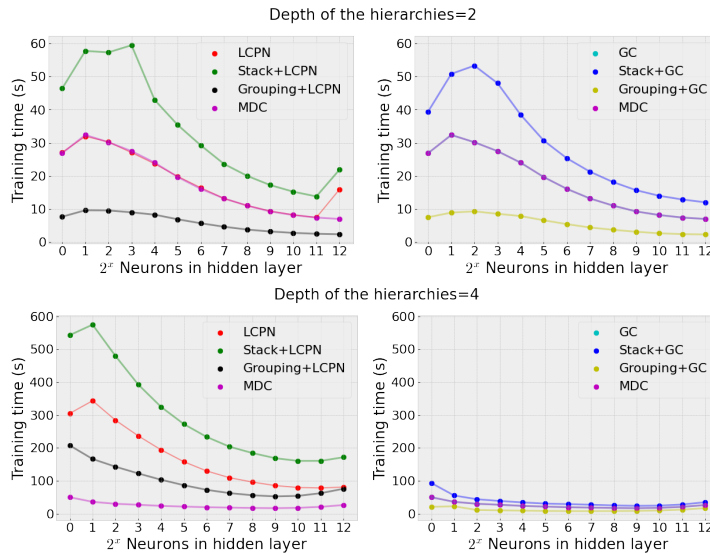 Depth of the hierarchies=2
60
50
40
30
20
10
0
Training time (s)
LCPN
Stack+LCPN
Grouping+LCPN
MDC
0 1 2 3 4 5 6 7 8 9 10 11 12
2^x Neurons in hidden layer
60
50
40
30
20
10
0
Training time (s)
GC
Stack+GC
Grouping+GC
MDC
0 1 2 3 4 5 6 7 8 9 10 11 12
2^x Neurons in hidden layer
Depth of the hierarchies=4
600
500
400
300
200
100
0
Training time (s)
LCPN
Stack+LCPN
Grouping+LCPN
MDC
0 1 2 3 4 5 6 7 8 9 10 11 12
2^x Neurons in hidden layer
600
500
400
300
200
100
0
Training time (s)
GC
Stack+GC
Grouping+GC
MDC
0 1 2 3 4 5 6 7 8 9 10 11 12
2^x Neurons in hidden layer